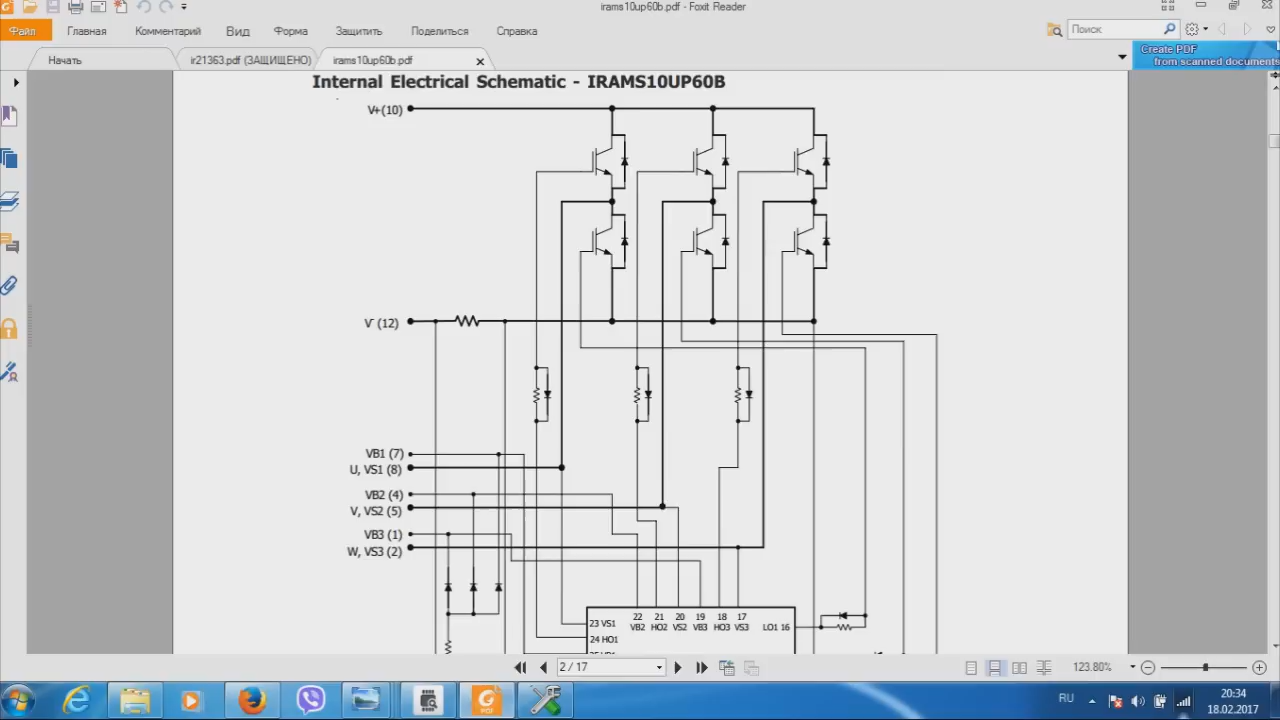 irams10up60b.pdf - Foxit Reader
Файл Главная Комментарий Вид Форма Защитить Поделиться Справка Поиск
Начать ir21363.pdf (ЗАЩИЩЕНО) irams10up60b.pdf
Create PDF
from scanned documents
Internal Electrical Schematic - IRAMS10UP60B
V+(10)
V- (12)
VB1 (7)
U, VS1 (8)
VB2 (4)
V, VS2 (5)
VB3 (1)
W, VS3 (2)
22 21 20 19 18 17
VB2 HO2 VS2 VB3 HO3 VS3
23 VS1
LO1 16
24 HO1
2 / 17
123.80%
RU
20:34
18.02.2017